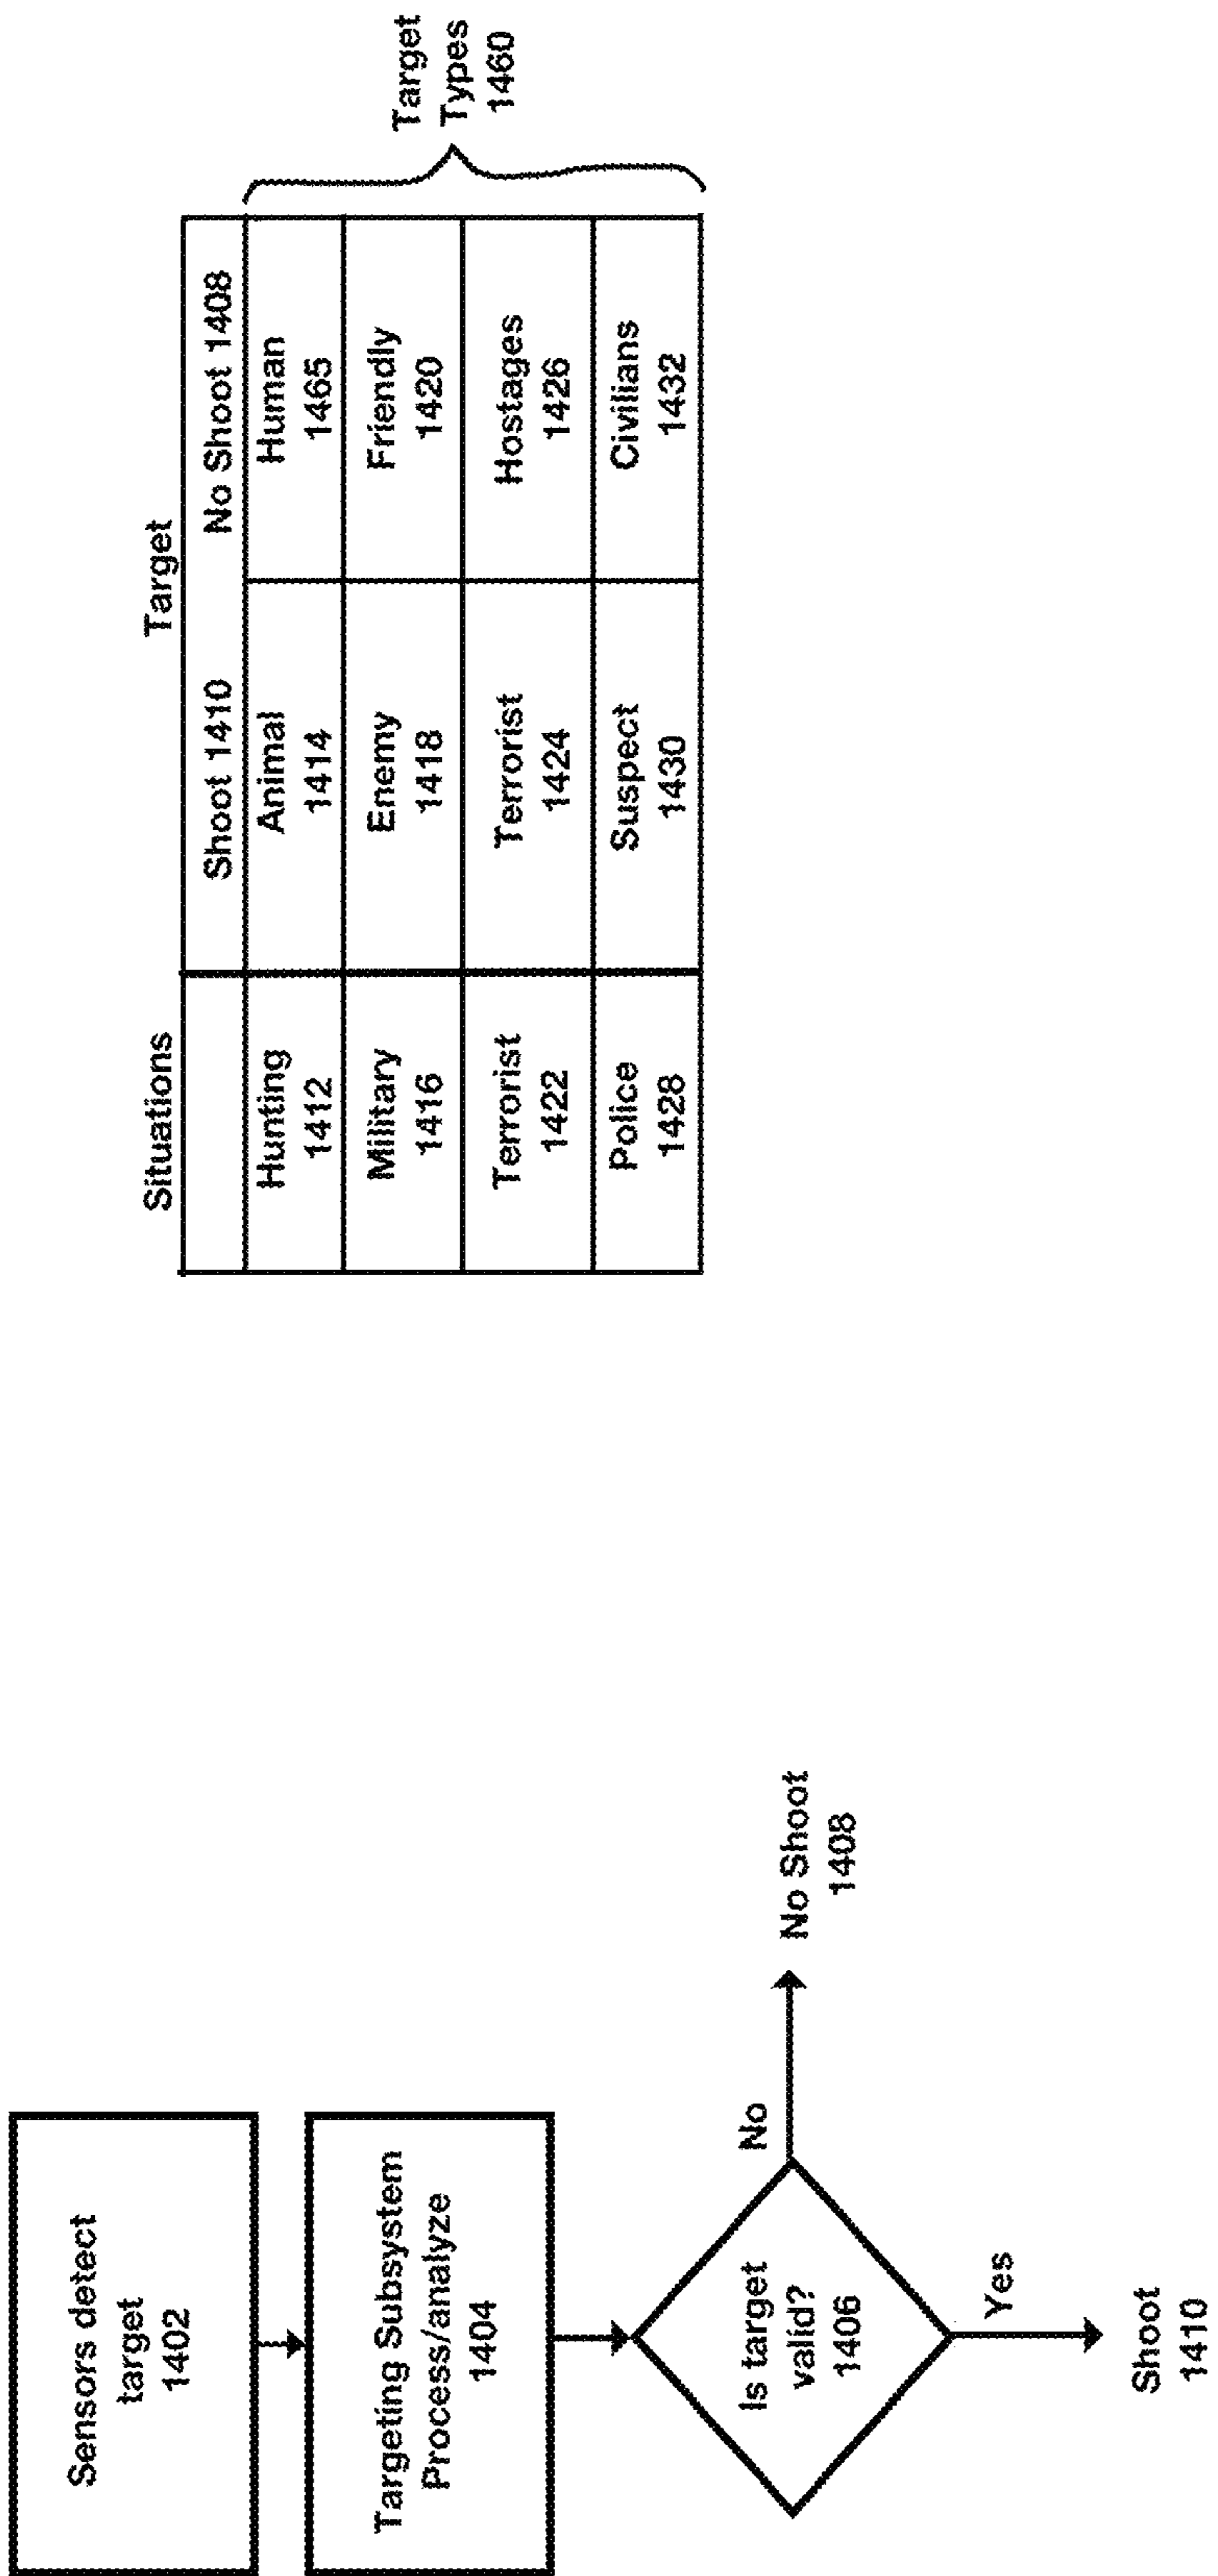 Sensors detect
target
1402
Targeting Subsystem
Process/analyze
1404
Is target
valid?
1406
No
No Shoot
1408
Yes
Shoot
1410
Situations
Target
Shoot 1410
No Shoot 1408
Hunting
1412
Animal
1414
Human
1465
Military
1416
Enemy
1418
Friendly
1420
Terrorist
1422
Terrorist
1424
Hostages
1426
Police
1428
Suspect
1430
Civilians
1432
Target
Types
1460